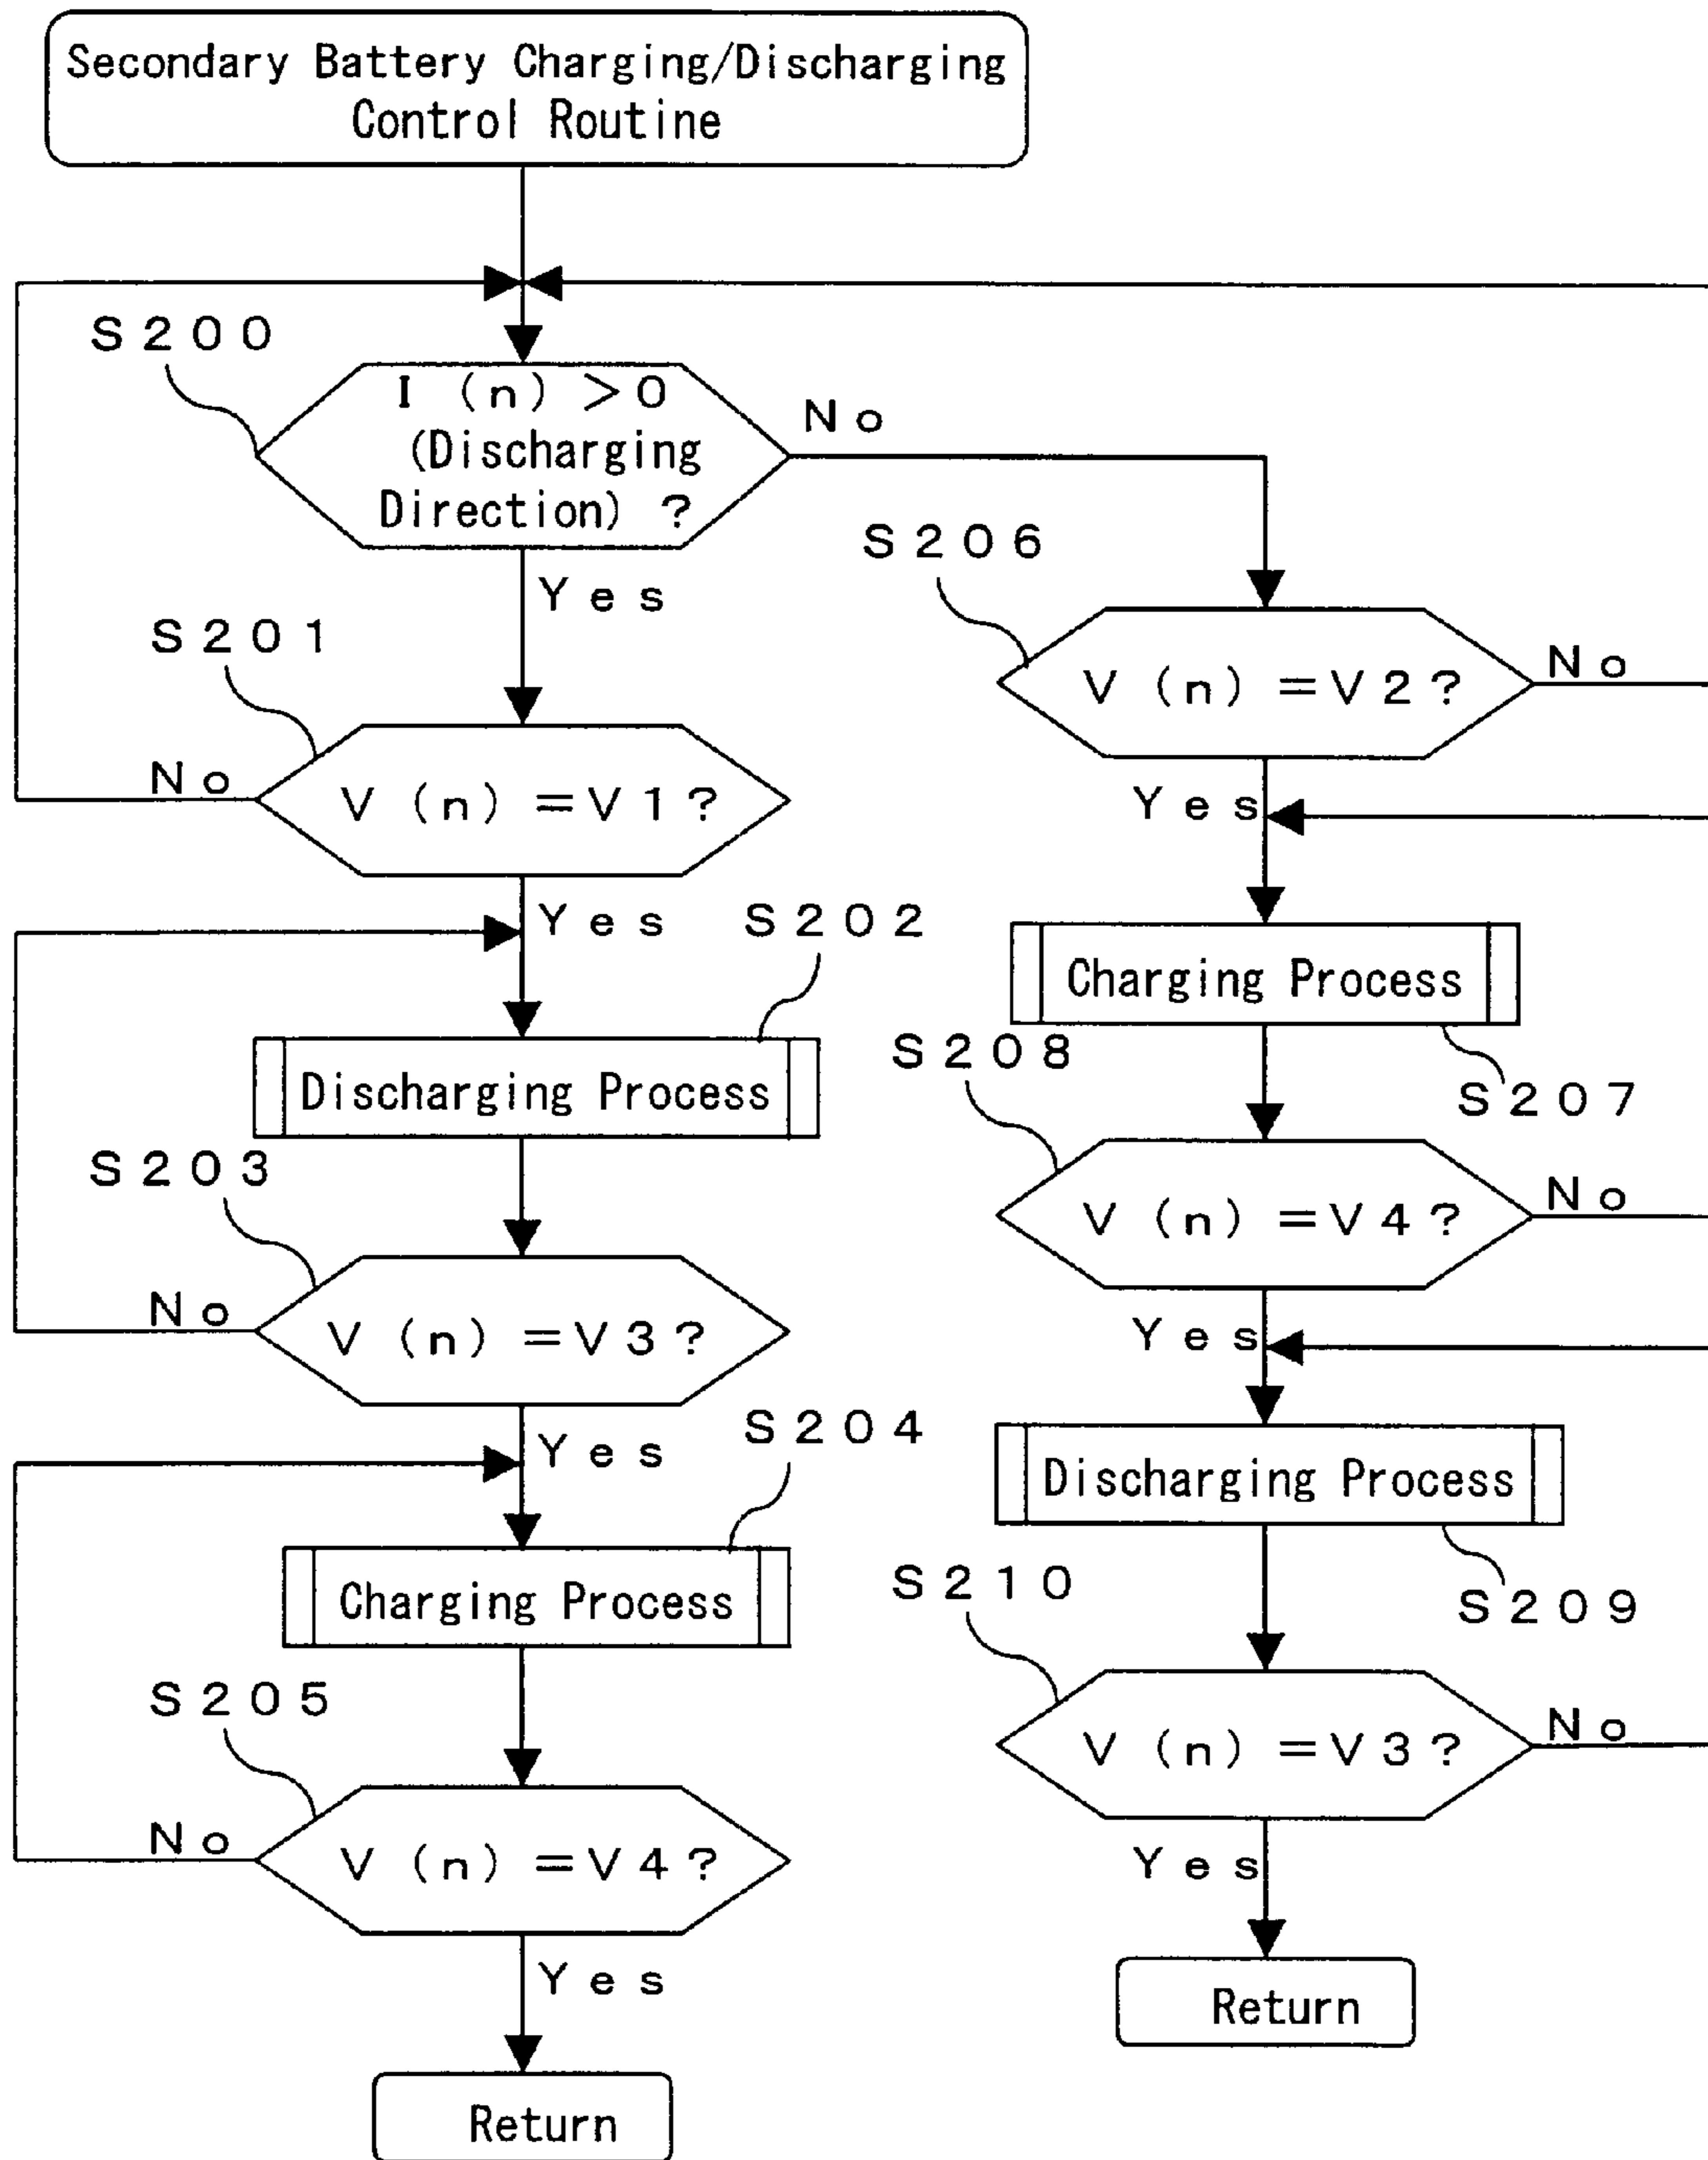 Secondary Battery Charging/Discharging
Control Routine
S200
I (n) >0
(Discharging
Direction) ?
No
Yes
S201
V (n) =V1?
No
Yes
S202
Discharging Process
S203
V (n) =V3?
No
Yes
S204
Charging Process
S205
V (n) =V4?
No
Yes
Return
S206
V (n) =V2?
No
Yes
Charging Process
S207
S208
V (n) =V4?
No
Yes
Discharging Process
S209
S210
V (n) =V3?
No
Yes
Return